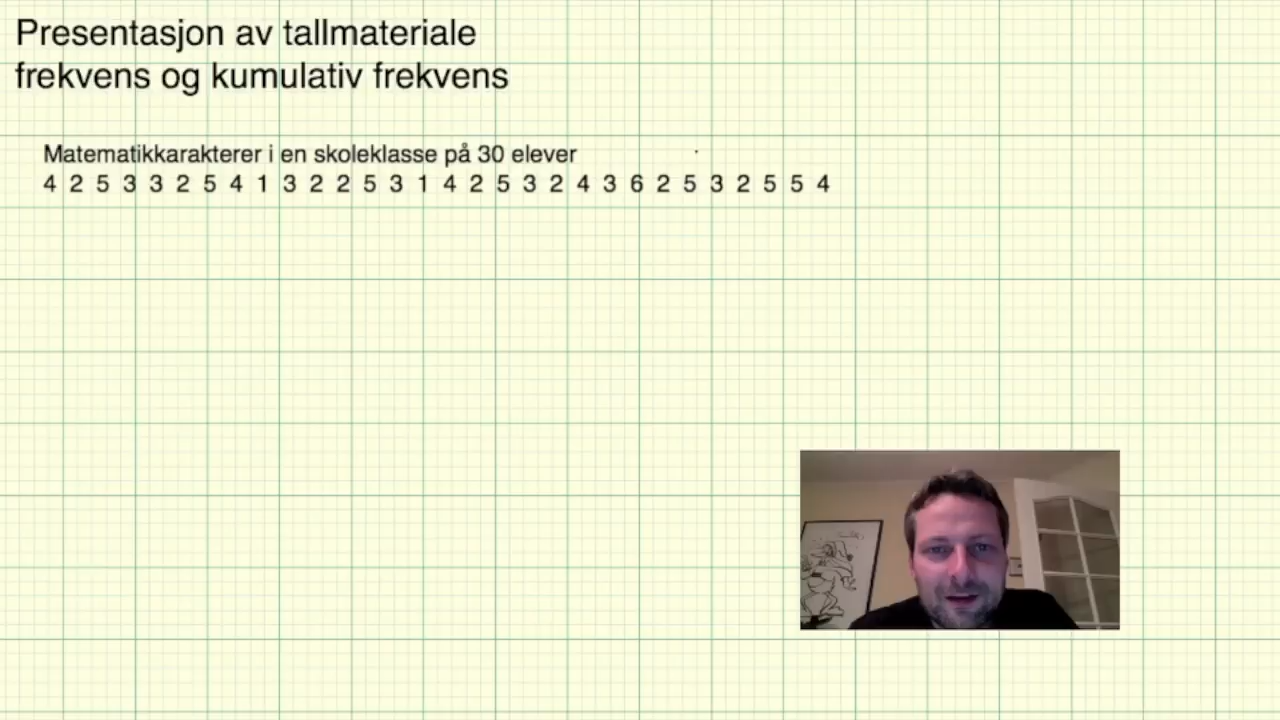 Presentasjon av tallmateriale
frekvens og kumulativ frekvens
Matematikkarakterer i en skoleklasse på 30 elever
4 2 5 3 3 2 5 4 1 3 2 2 5 3 1 4 2 5 3 2 4 3 6 2 5 3 2 5 5 4